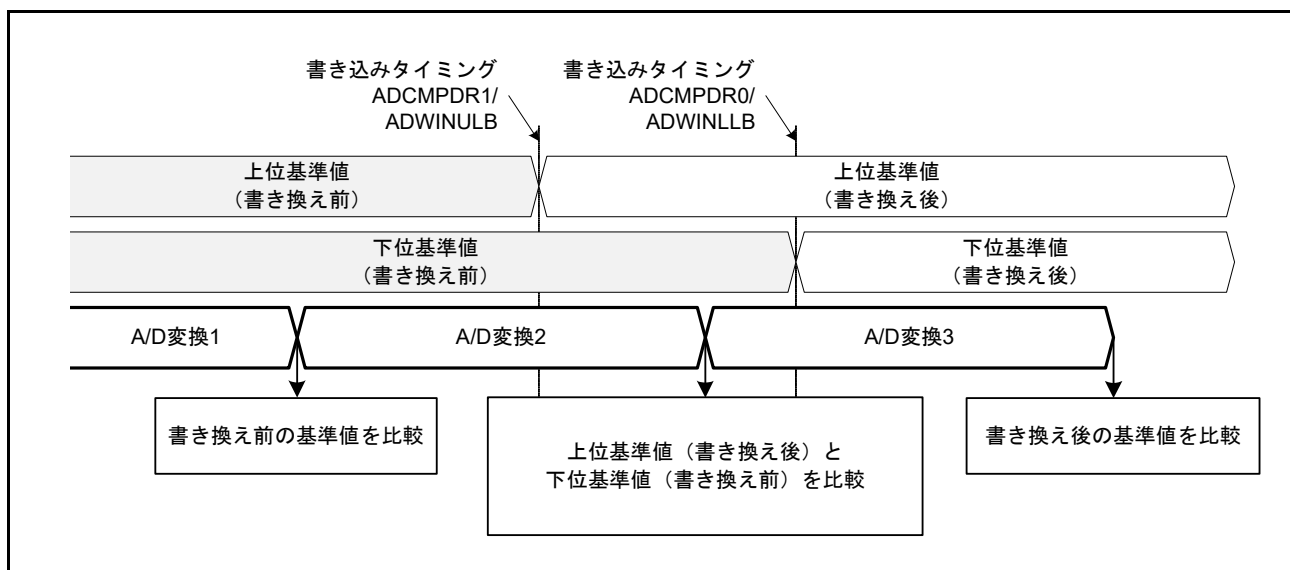 書き込みタイミング
ADCMPDR1/
ADWINULB
書き込みタイミング
ADCMPDR0/
ADWINLLB
上位基準値
（書き換え前）
上位基準値
（書き換え後）
下位基準値
（書き換え前）
下位基準値
（書き換え後）
A/D変換1
A/D変換2
A/D変換3
書き換え前の基準値を比較
上位基準値（書き換え後）と
下位基準値（書き換え前）を比較
書き換え後の基準値を比較